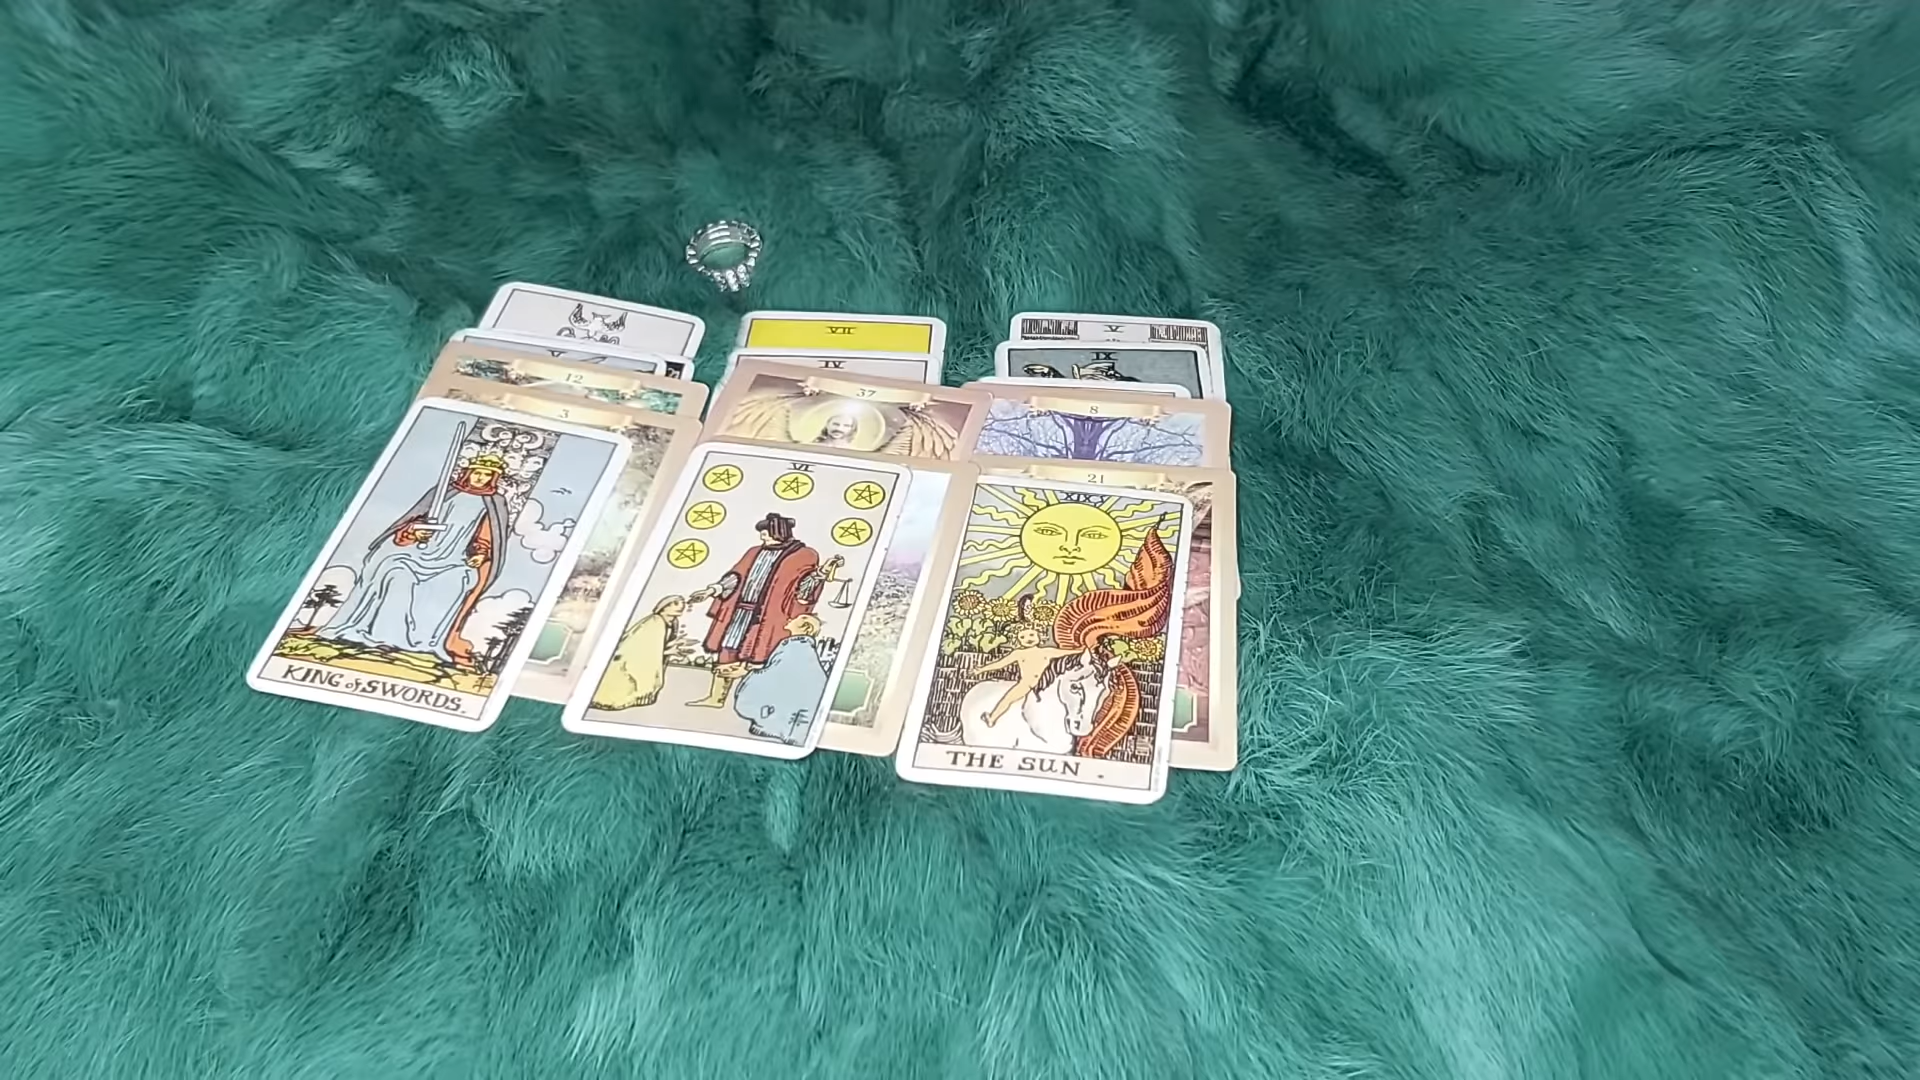 VII
V
IV
IX
12
37
3
8
21
VI
XIX
KING of SWORDS.
THE SUN .